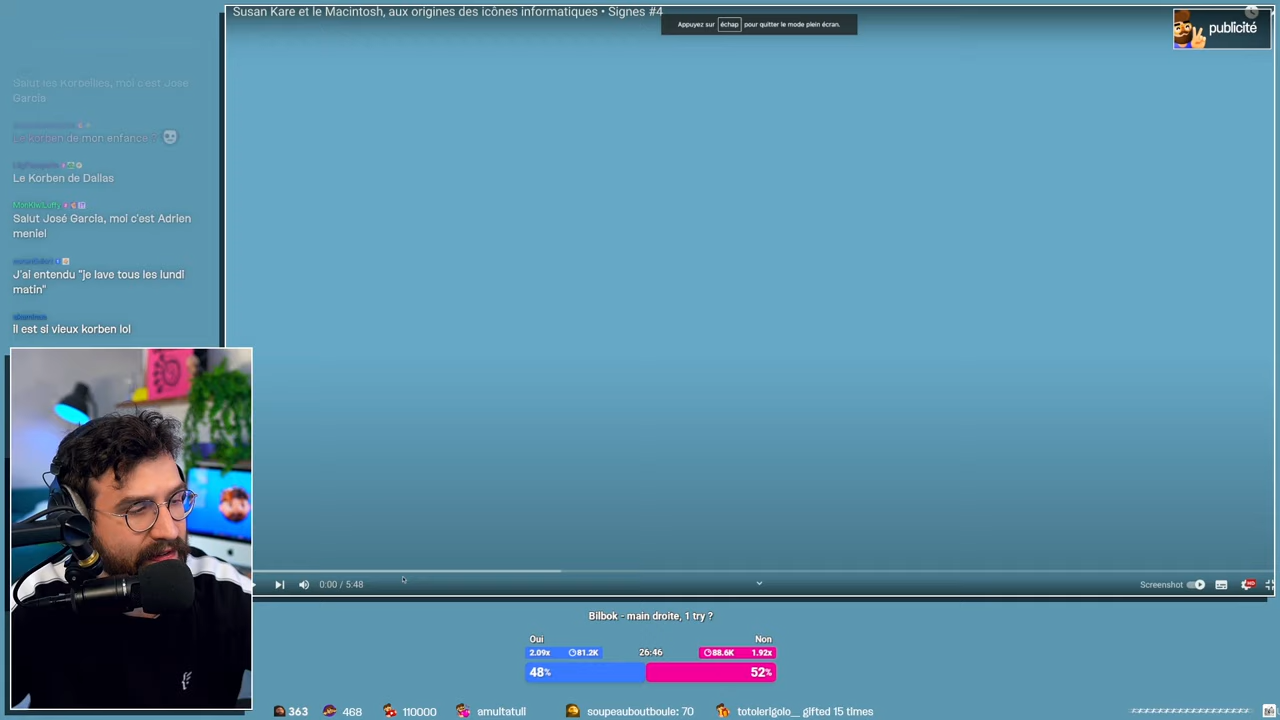 Susan Kare et le Macintosh, aux origines des icônes informatiques • Signes #4
Appuyez sur échap pour quitter le mode plein écran.
publicité
Salut les Korbeilles, moi c'est José
Garcia
Le Korben de mon enfance ?
Le Korben de Dallas
Salut José Garcia, moi c'est Adrien
meniel
J'ai entendu "je lave tous les lundi
matin"
il est si vieux korben lol
0:00 / 5:48
Screenshot
HD
Bilbok - main droite, 1 try ?
Oui
Non
2.09x 81.2K
26:46
88.6K 1.92x
48%
52%
363
468
110000
amultatuli
soupeauboutboule: 70
totolerigolo__ gifted 15 times